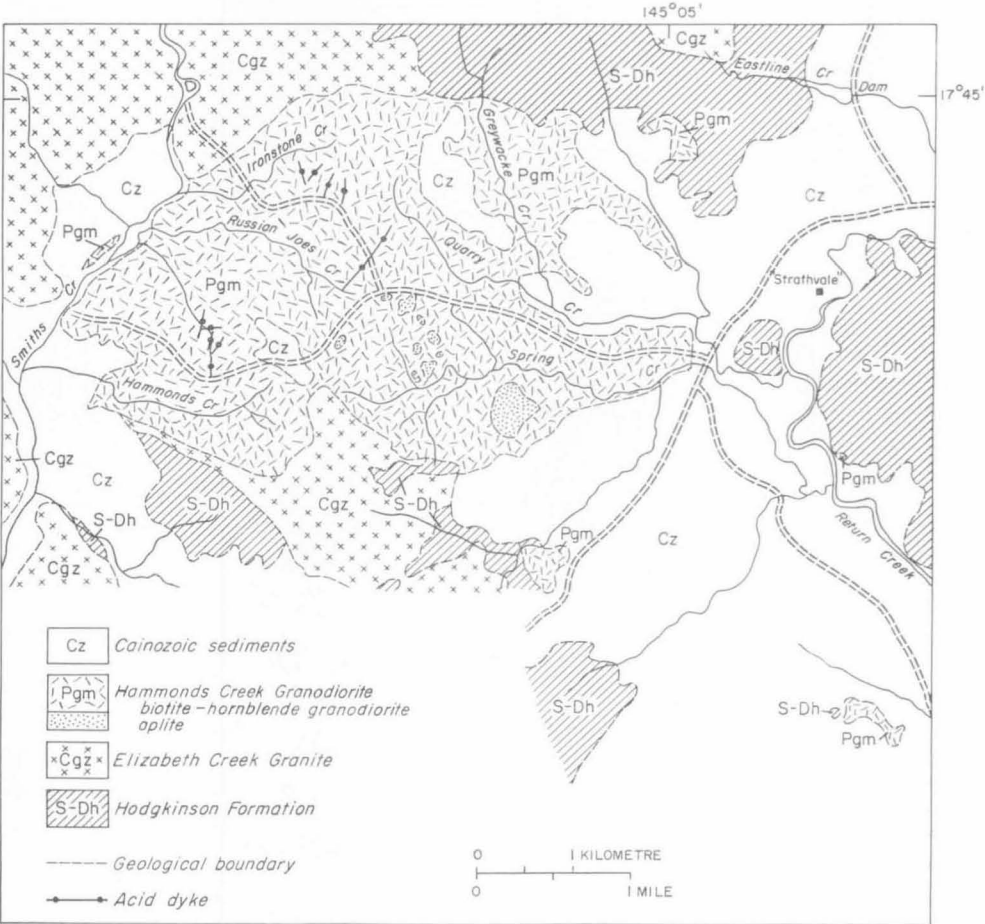 145°05'
Cgz
Cgz
S-Dh
Eastline Cr
Dam
17°45'
Pgm
Greywacke Cr
Ironstone Cr
Cz
Cz
Pgm
Cz
Pgm
Russian Joes Cr
Quarry Cr
Pgm
"Strathvale"
Smiths Cr
Cz
Spring Cr
S-Dh
S-Dh
Hammonds Cr
Cgz
Cz
S-Dh
Cgz
S-Dh
Pgm
Return Creek
S-Dh
Cgz
Pgm
Cz
Cz Cainozoic sediments
Pgm Hammonds Creek Granodiorite
biotite-hornblende granodiorite
aplite
Cgz Elizabeth Creek Granite
S-Dh Hodgkinson Formation
Geological boundary
Acid dyke
S-Dh
S-Dh
Pgm
0 1 KILOMETRE
0 1 MILE